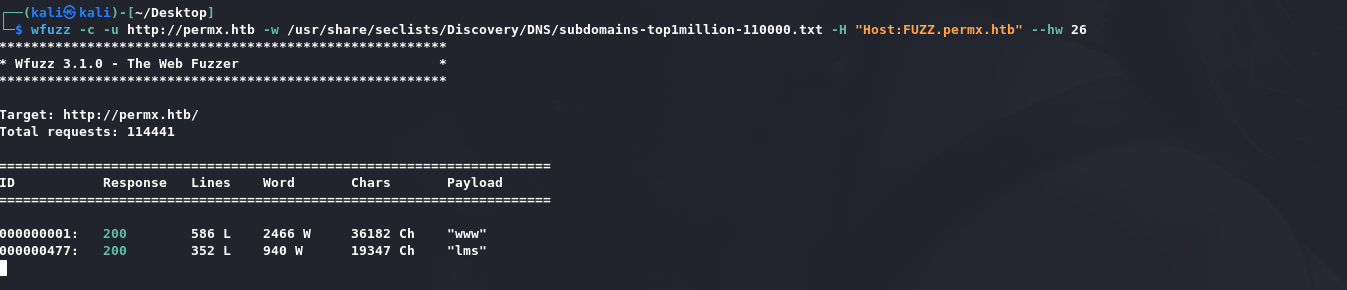 ┌──(kali㉿kali)-[~/Desktop]
└─$ wfuzz -c -u http://permx.htb -w /usr/share/seclists/Discovery/DNS/subdomains-top1million-110000.txt -H "Host:FUZZ.permx.htb" --hw 26
********************************************************
* Wfuzz 3.1.0 - The Web Fuzzer                         *
********************************************************

Target: http://permx.htb/
Total requests: 114441

=====================================================================
ID           Response   Lines    Word       Chars       Payload
=====================================================================

000000001:   200        586 L    2466 W     36182 Ch    "www"
000000477:   200        352 L    940 W      19347 Ch    "lms"